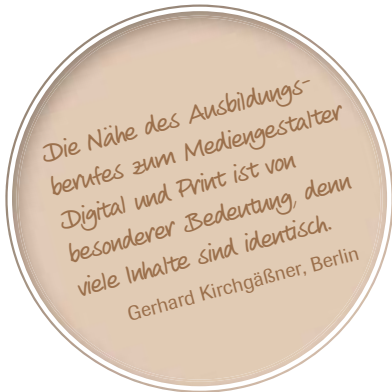 Die Nähe des Ausbildungs-
berufes zum Mediengestalter
Digital und Print ist von
besonderer Bedeutung, denn
viele Inhalte sind identisch.
Gerhard Kirchgäßner, Berlin